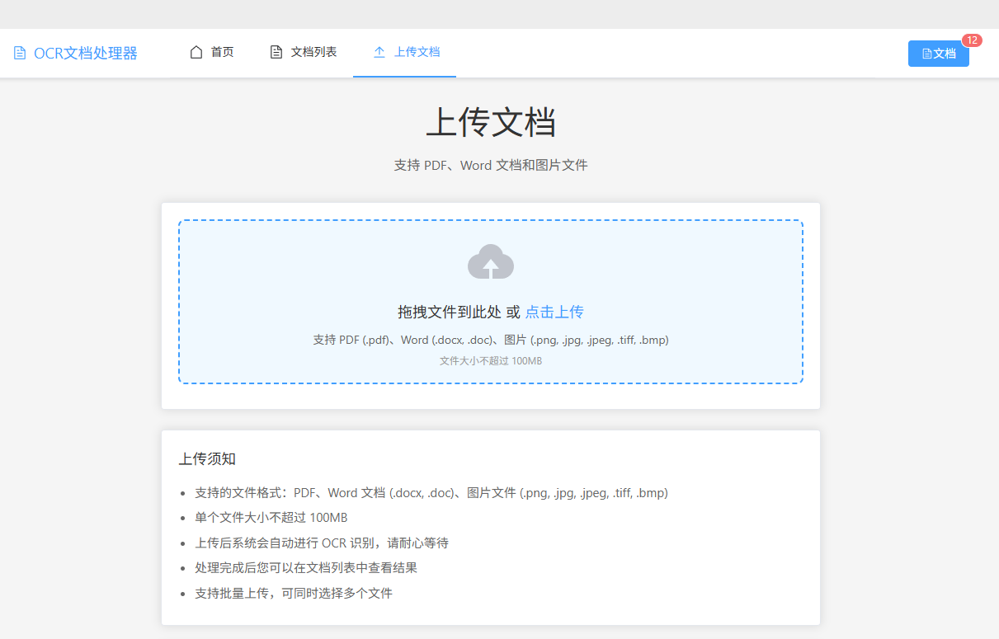 OCR文档处理器
首页
文档列表
上传文档
文档
12
上传文档
支持 PDF、Word 文档和图片文件
拖拽文件到此处 或 点击上传
支持 PDF (.pdf)、Word (.docx, .doc)、图片 (.png, .jpg, .jpeg, .tiff, .bmp)
文件大小不超过 100MB
上传须知
支持的文件格式：PDF、Word 文档 (.docx, .doc)、图片文件 (.png, .jpg, .jpeg, .tiff, .bmp)
单个文件大小不超过 100MB
上传后系统会自动进行 OCR 识别，请耐心等待
处理完成后您可以在文档列表中查看结果
支持批量上传，可同时选择多个文件